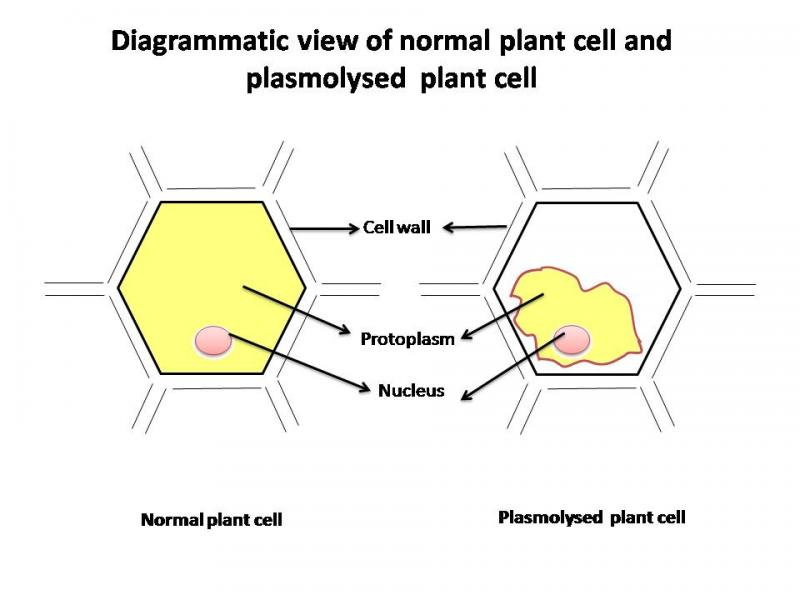 Diagrammatic view of normal plant cell and
plasmolysed plant cell
Cell wall
Protoplasm
Nucleus
Normal plant cell
Plasmolysed plant cell